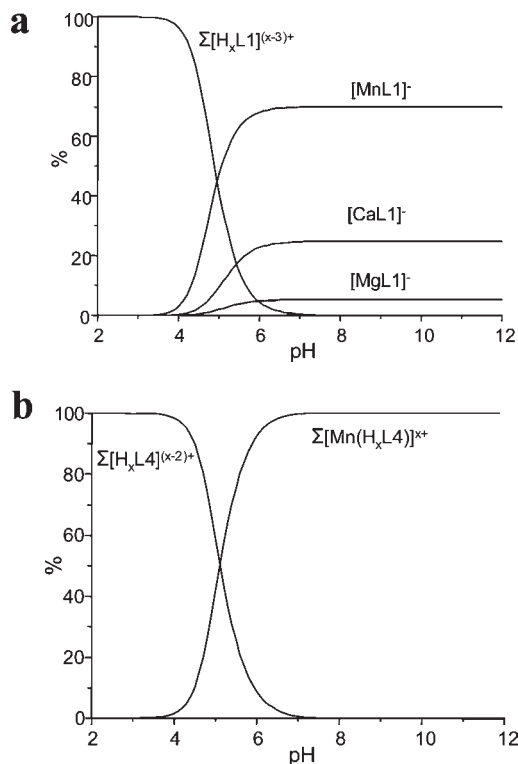 a
Σ[HₓL1]⁽ˣ⁻³⁾⁺
[MnL1]⁻
[CaL1]⁻
[MgL1]⁻
100
80
60
40
20
0
%
2 4 6 8 10 12
pH
b
Σ[HₓL4]⁽ˣ⁻²⁾⁺
Σ[Mn(HₓL4)]ˣ⁺
100
80
60
40
20
0
%
2 4 6 8 10 12
pH